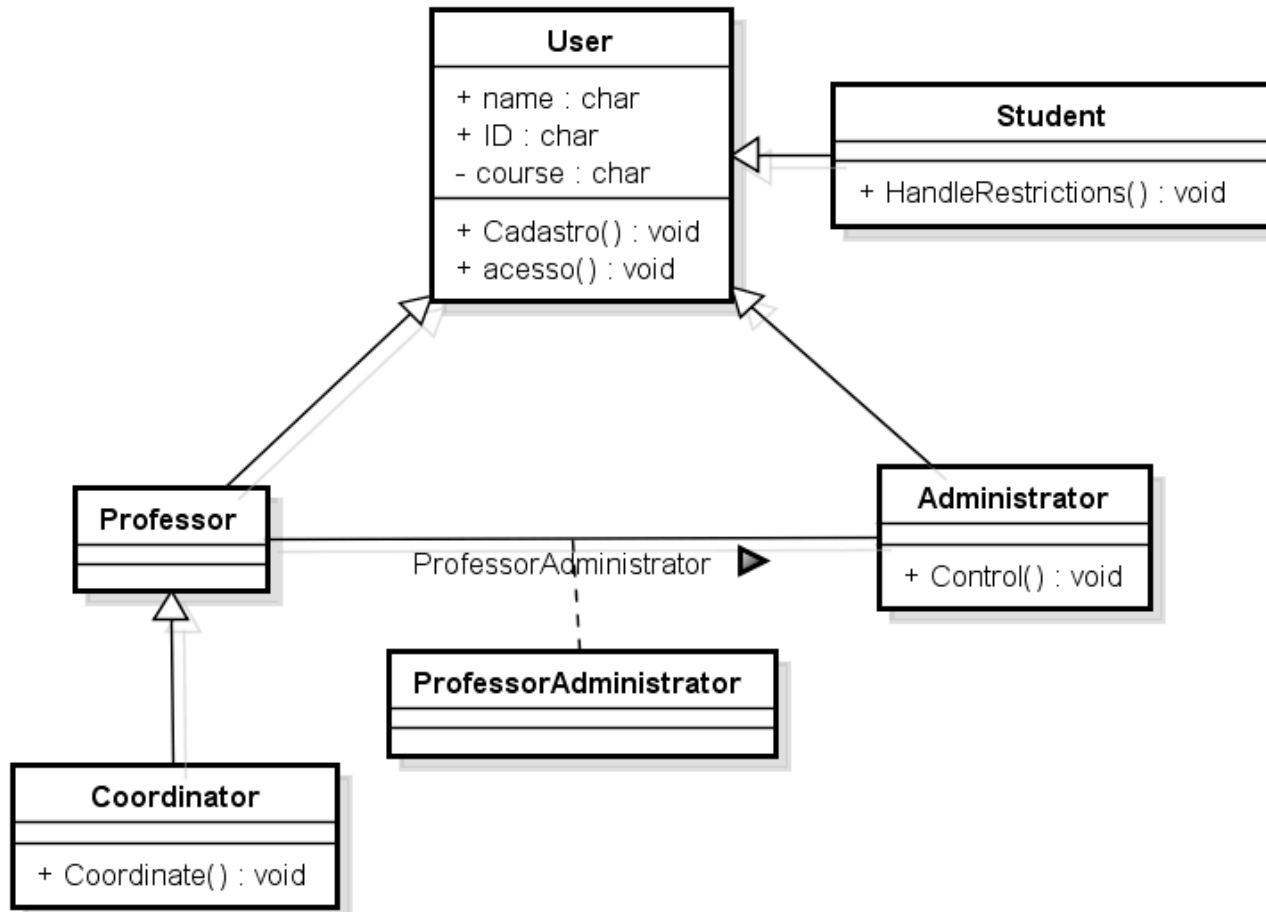 User
+ name : char
+ ID : char
- course : char
+ Cadastro() : void
+ acesso() : void
Student
+ HandleRestrictions() : void
Professor
Administrator
+ Control() : void
ProfessorAdministrator
ProfessorAdministrator
Coordinator
+ Coordinate() : void